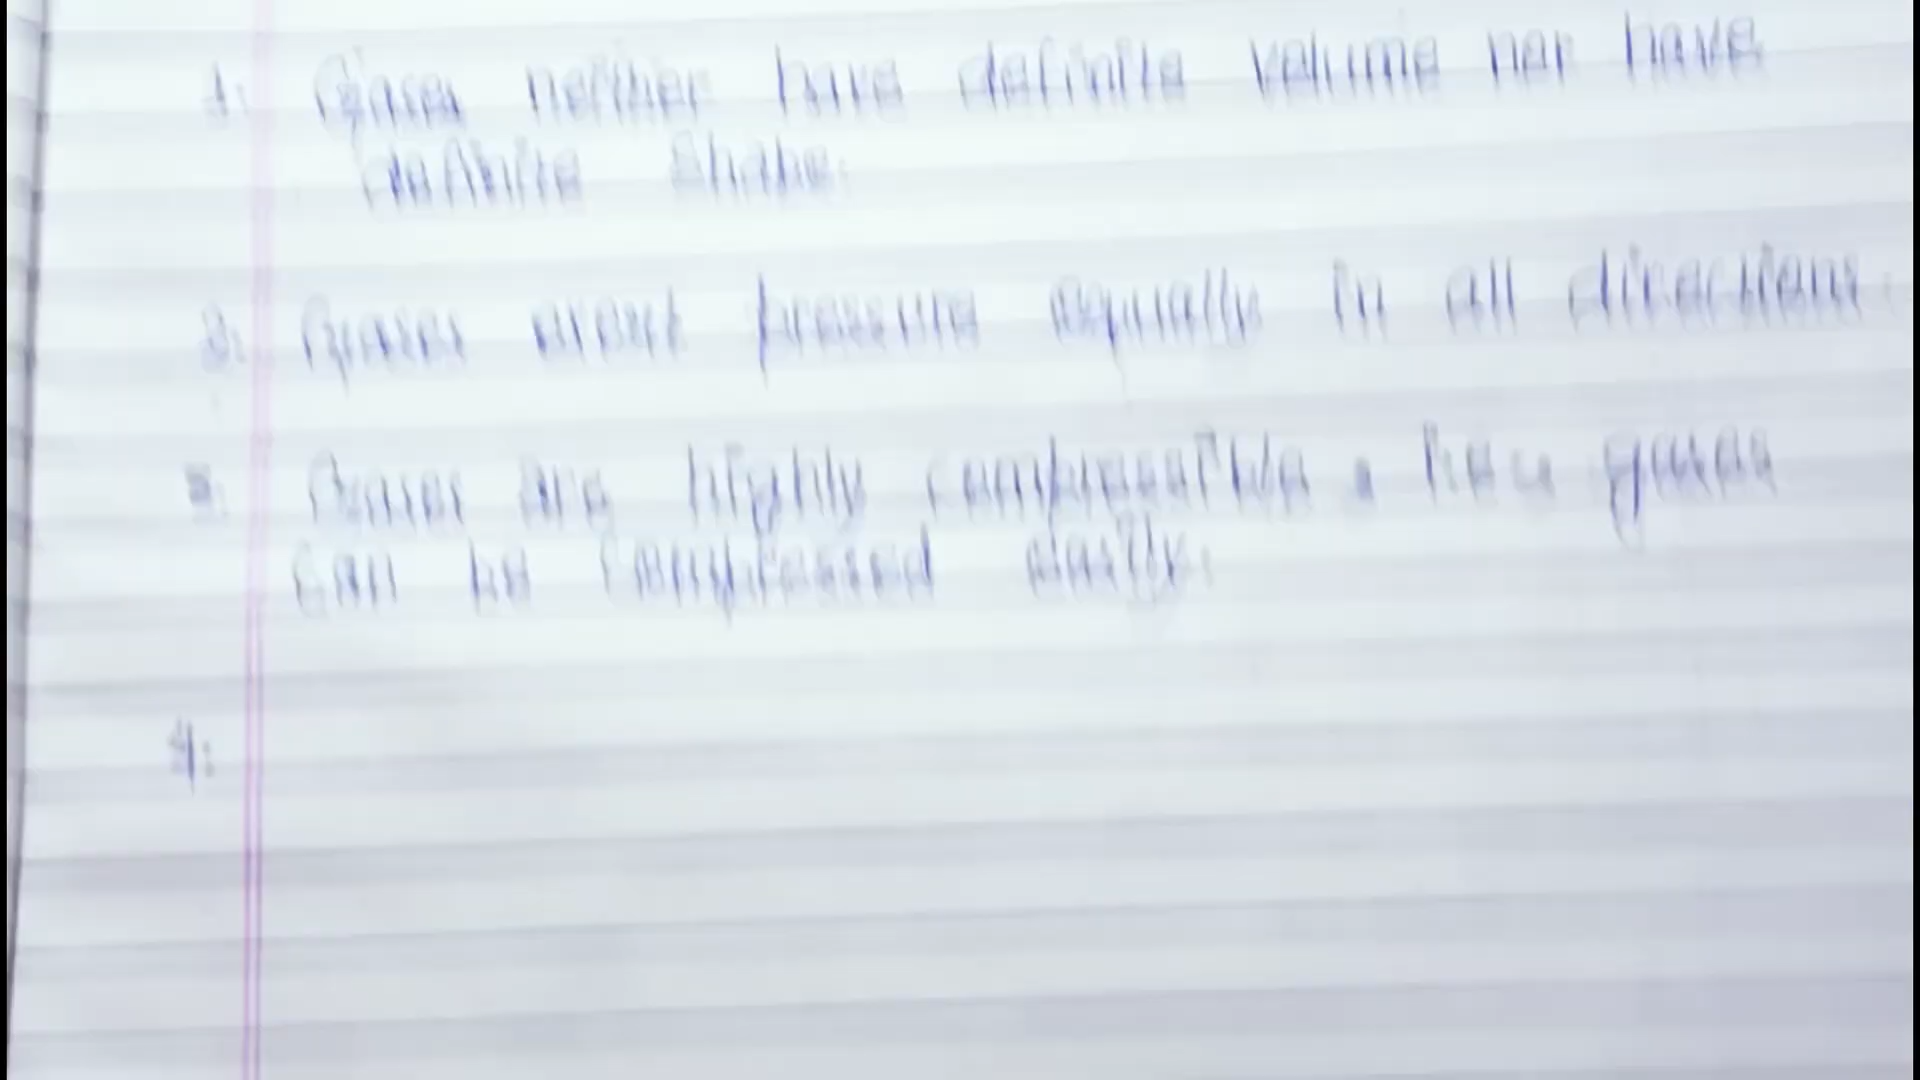 1. Gases neither have definite volume nor have
definite shape.
2. Gases exert pressure equally in all directions.
3. Gases are highly compressible, gases
can be compressed easily.
4.